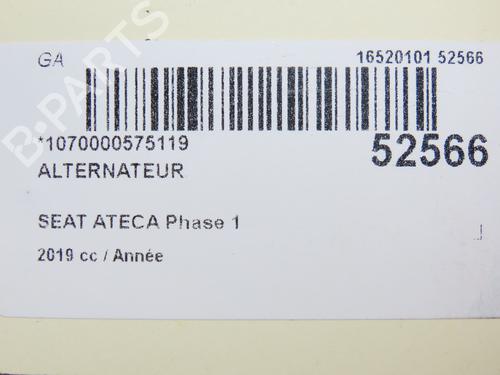 GA 16520101 52566
*1070000575119 52566
ALTERNATEUR
SEAT ATECA Phase 1
2019 cc / Année
B-PARTS